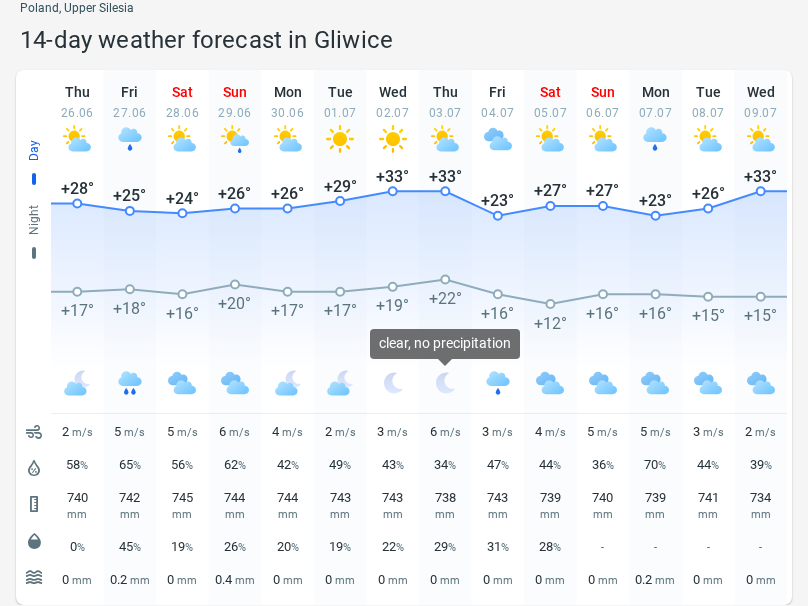 Poland, Upper Silesia
14-day weather forecast in Gliwice
Thu Fri Sat Sun Mon Tue Wed Thu Fri Sat Sun Mon Tue Wed
26.06 27.06 28.06 29.06 30.06 01.07 02.07 03.07 04.07 05.07 06.07 07.07 08.07 09.07
Day
+28° +25° +24° +26° +26° +29° +33° +33° +23° +27° +27° +23° +26° +33°
Night
+17° +18° +16° +20° +17° +17° +19° +22° +16° +12° +16° +16° +15° +15°
clear, no precipitation
2 m/s 5 m/s 5 m/s 6 m/s 4 m/s 2 m/s 3 m/s 6 m/s 3 m/s 4 m/s 5 m/s 5 m/s 3 m/s 2 m/s
58% 65% 56% 62% 42% 49% 43% 34% 47% 44% 36% 70% 44% 39%
740 742 745 744 744 743 743 738 743 739 740 739 741 734
mm mm mm mm mm mm mm mm mm mm mm mm mm mm
0% 45% 19% 26% 20% 19% 22% 29% 31% 28% - - - -
0 mm 0.2 mm 0 mm 0.4 mm 0 mm 0 mm 0 mm 0 mm 0 mm 0 mm 0 mm 0.2 mm 0 mm 0 mm